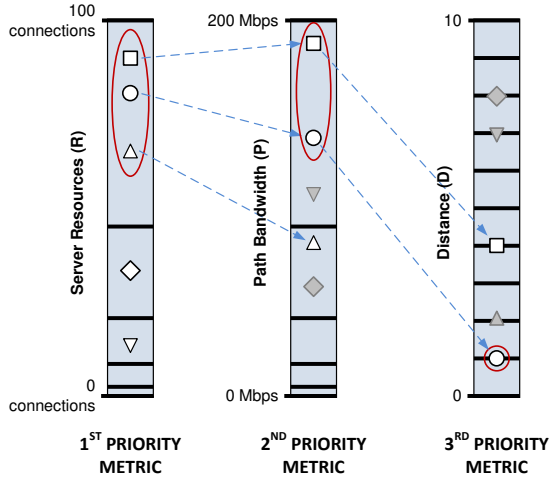 100
connections
Server Resources (R)
0
connections
200 Mbps
Path Bandwidth (P)
0 Mbps
10
Distance (D)
0
1ST PRIORITY
METRIC
2ND PRIORITY
METRIC
3RD PRIORITY
METRIC